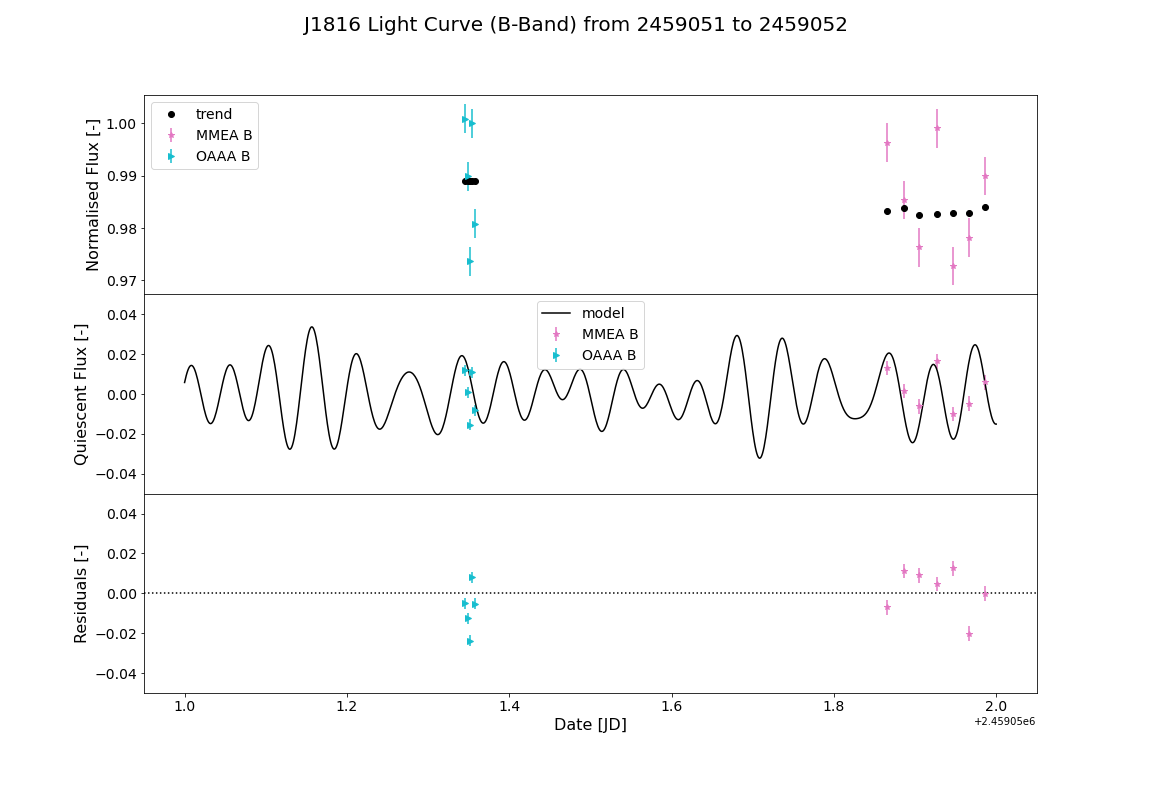 J1816 Light Curve (B-Band) from 2459051 to 2459052
trend
MMEA B
OAAA B
Normalised Flux [-]
1.00
0.99
0.98
0.97
model
MMEA B
OAAA B
Quiescent Flux [-]
0.04
0.02
0.00
−0.02
−0.04
Residuals [-]
0.04
0.02
0.00
−0.02
−0.04
1.0 1.2 1.4 1.6 1.8 2.0
+2.45905e6
Date [JD]